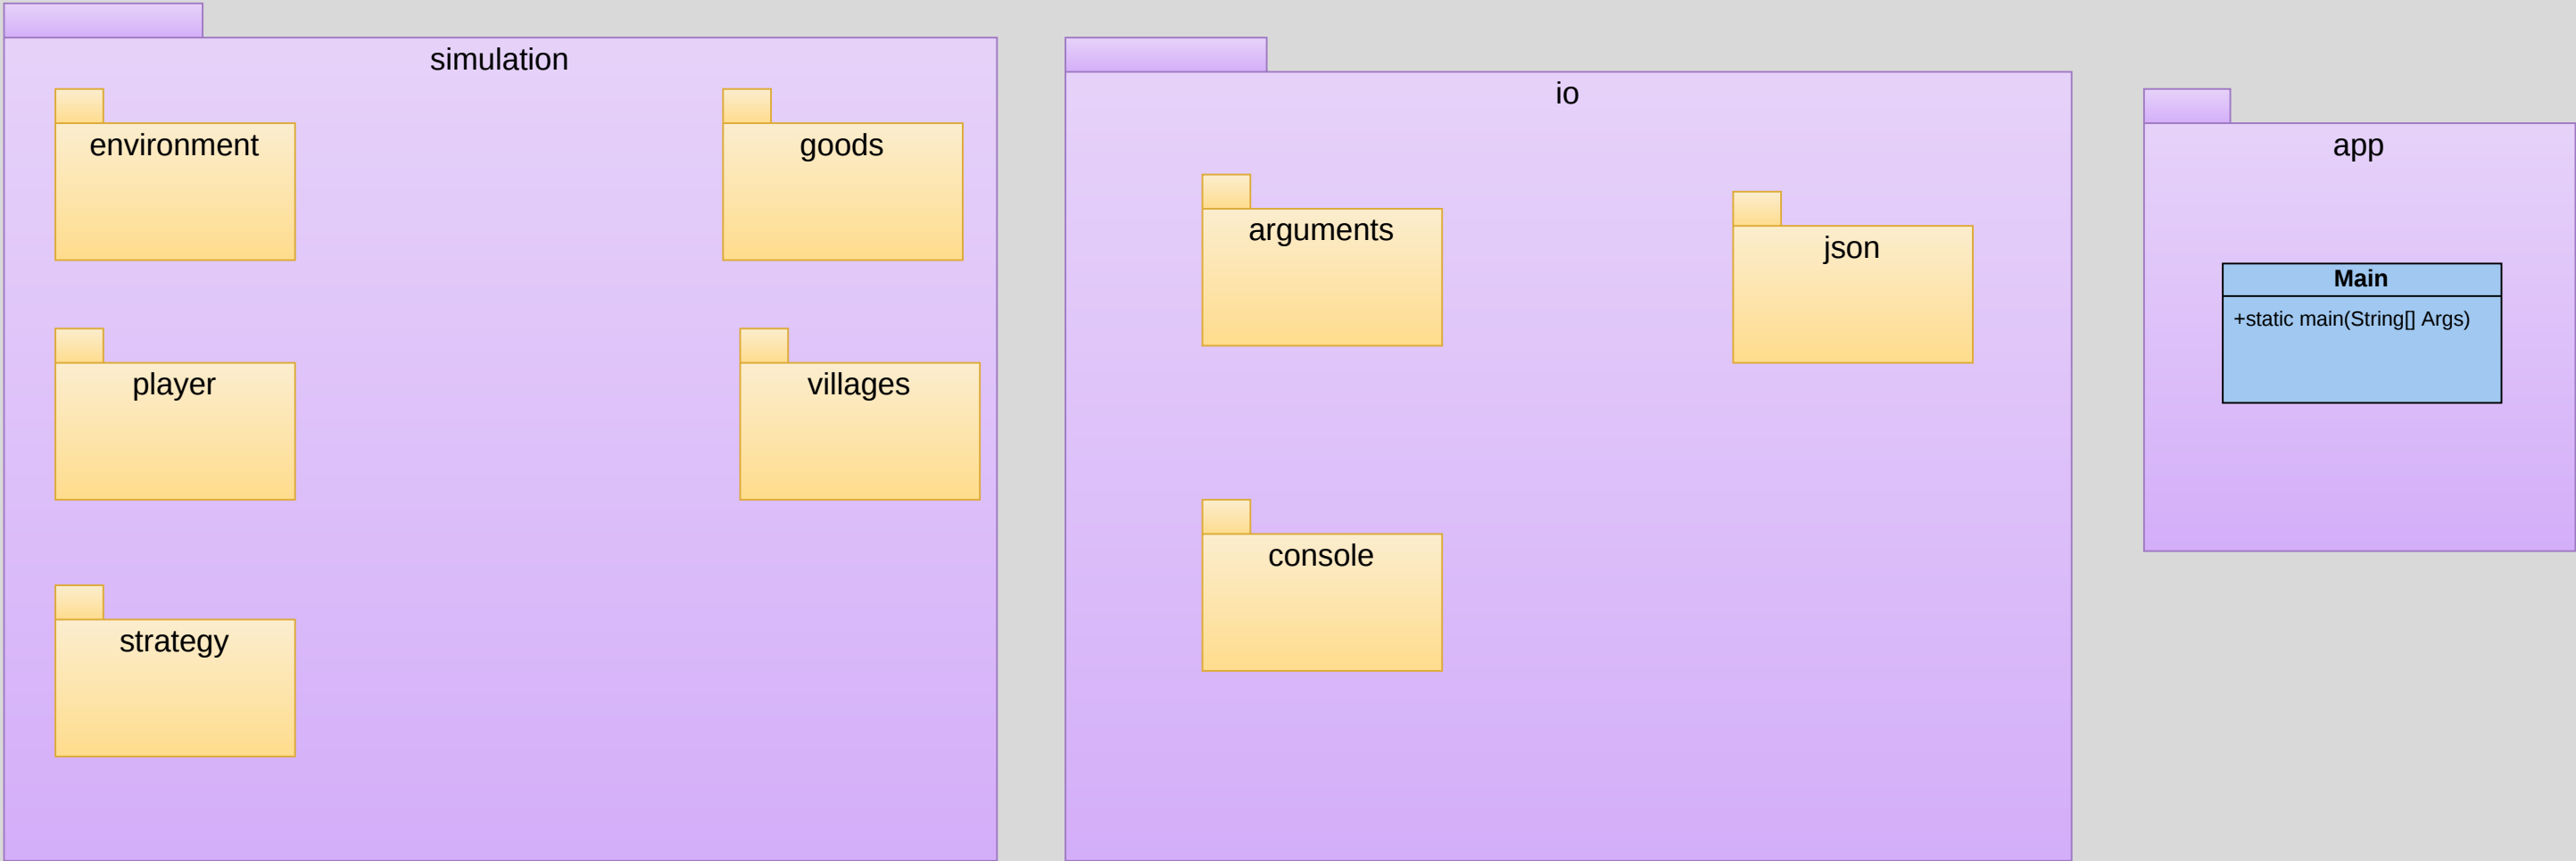 simulation
environment
goods
player
villages
strategy
io
arguments
json
console
app
Main
+static main(String[] Args)